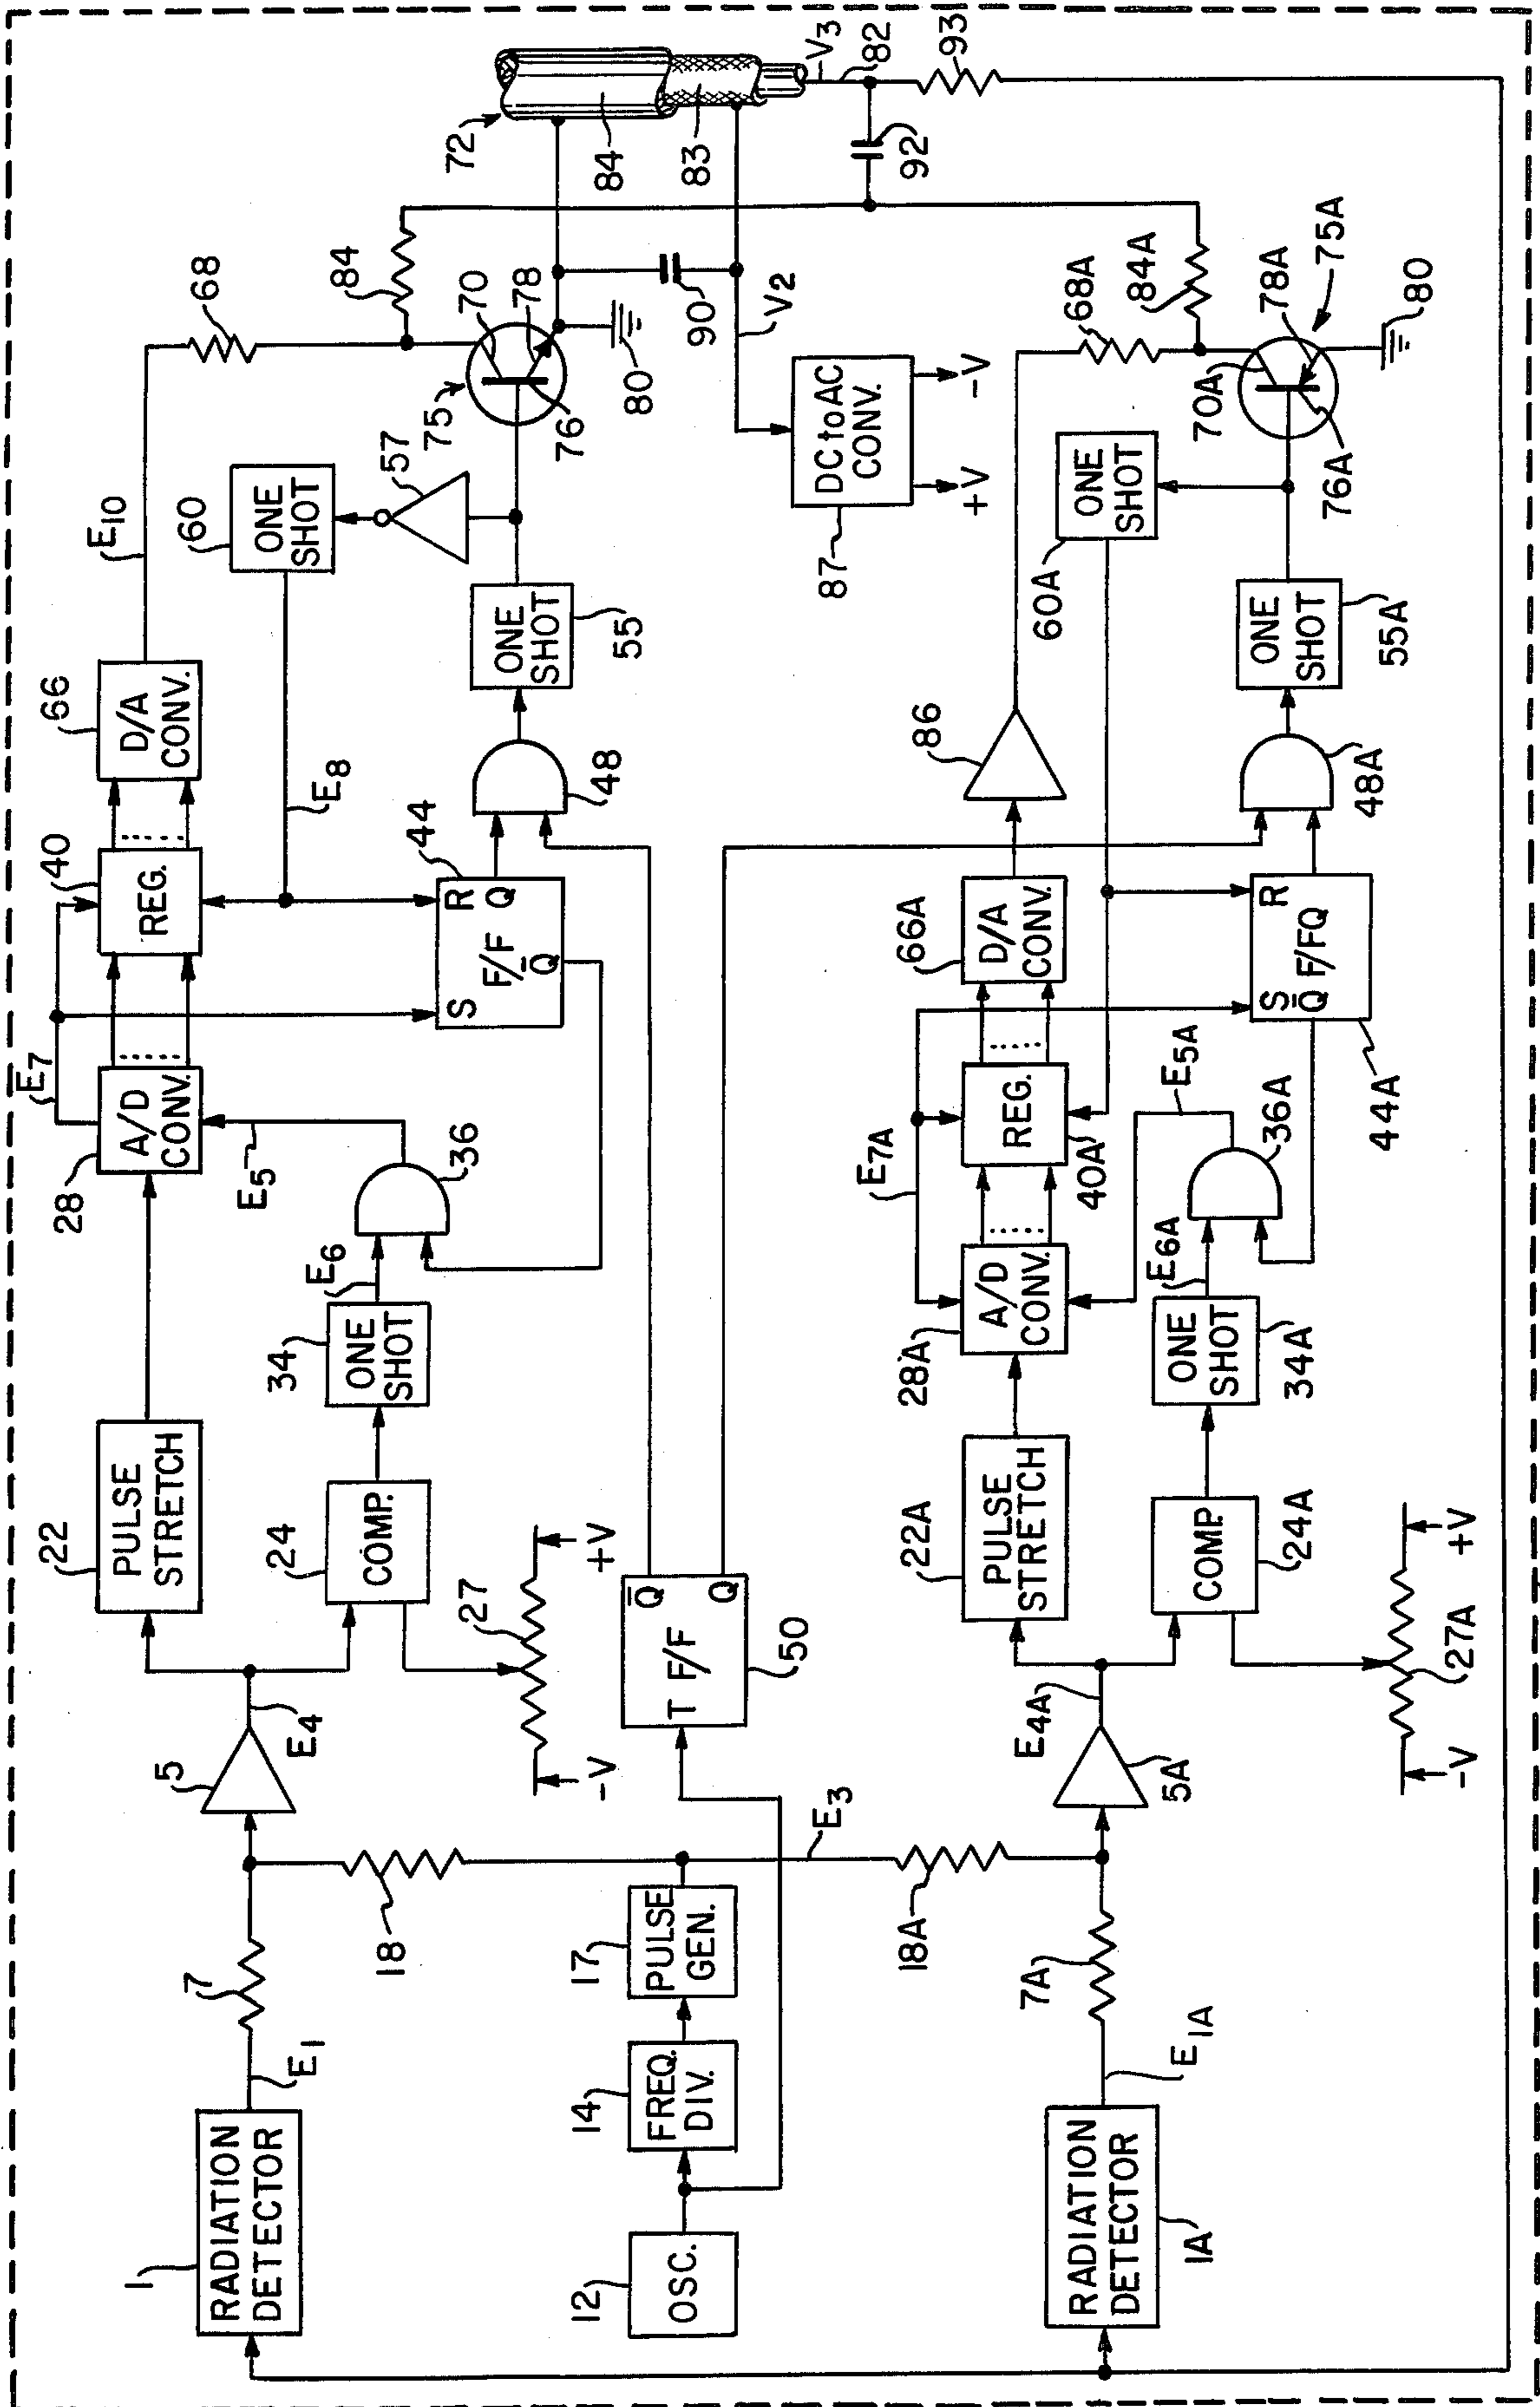 1
RADIATION
DETECTOR
E1
7
5
E4
22
PULSE
STRETCH
28
A/D
CONV.
E7
40
REG.
66
D/A
CONV.
E10
68
18
24
COMP.
27
-V
+V
34
ONE
SHOT
E6
36
E5
E8
60
ONE
SHOT
57
44
S
R
F/F
Q
Q̅
48
ONE
SHOT
55
75
70
76
78
80
84
72
84
83
V3
82
93
92
90
V2
DC to AC
CONV.
87
+V
-V
12
OSC.
14
FREQ.
DIV.
17
PULSE
GEN.
E3
T F/F
Q̅
Q
50
18A
1A
RADIATION
DETECTOR
E1A
7A
5A
E4A
22A
PULSE
STRETCH
28A
A/D
CONV.
E7A
40A
REG.
66A
D/A
CONV.
86
68A
84A
COMP.
24A
27A
-V
+V
ONE
SHOT
34A
E6A
36A
E5A
S
R
Q̅ F/FQ
44A
48A
60A
ONE
SHOT
ONE
SHOT
55A
70A
76A
78A
75A
80